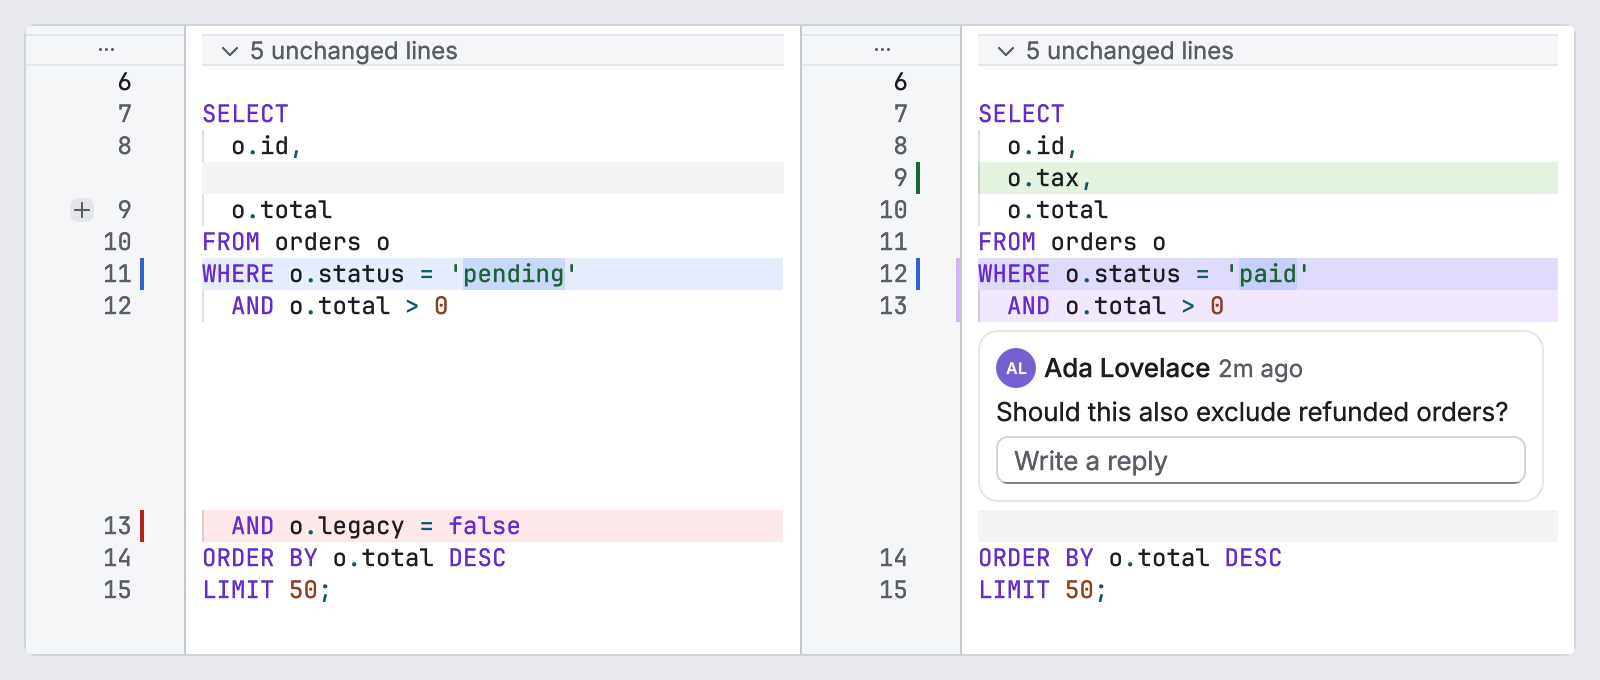 ... 5 unchanged lines
6
7 SELECT
8   o.id,
+ 9   o.total
10 FROM orders o
11 WHERE o.status = 'pending'
12   AND o.total > 0
13   AND o.legacy = false
14 ORDER BY o.total DESC
15 LIMIT 50;
... 5 unchanged lines
6
7 SELECT
8   o.id,
9   o.tax,
10   o.total
11 FROM orders o
12 WHERE o.status = 'paid'
13   AND o.total > 0
AL Ada Lovelace 2m ago
Should this also exclude refunded orders?
Write a reply
14 ORDER BY o.total DESC
15 LIMIT 50;